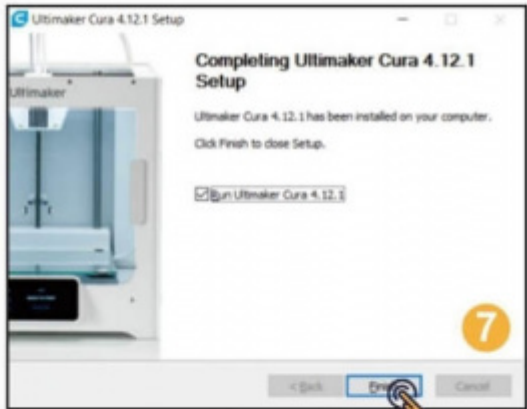 Ultimaker Cura 4.12.1 Setup
Ultimaker
Completing Ultimaker Cura 4.12.1
Setup
Ultimaker Cura 4.12.1 has been installed on your computer.
Click Finish to close Setup.
Run Ultimaker Cura 4.12.1
7
< Back
Finish
Cancel